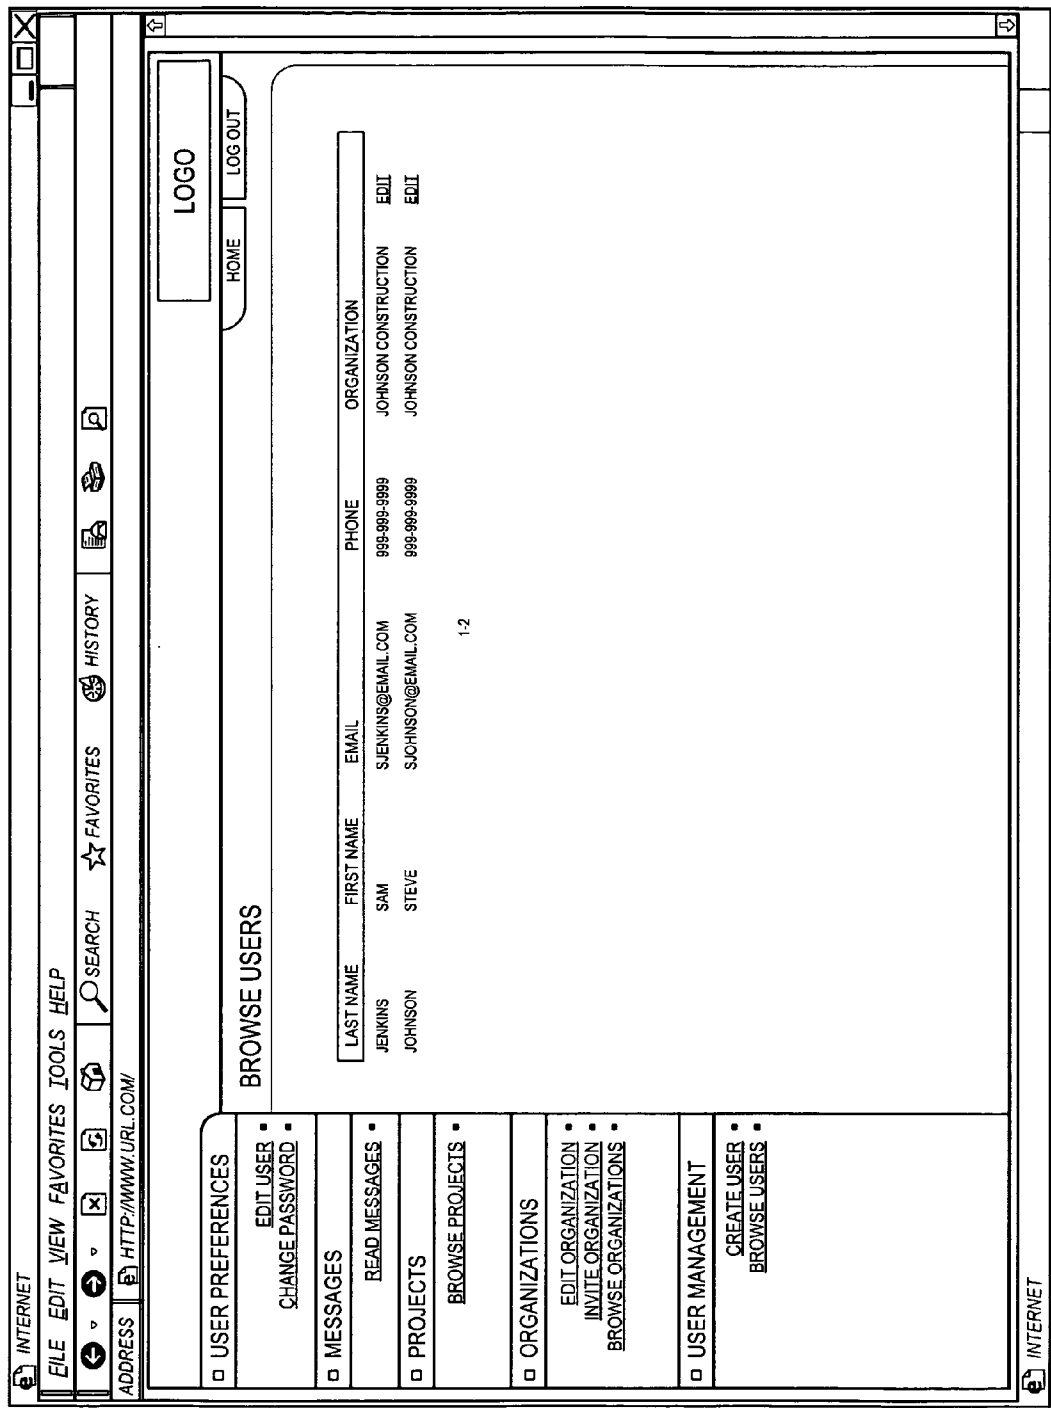 INTERNET
FILE EDIT VIEW FAVORITES TOOLS HELP
SEARCH FAVORITES HISTORY
ADDRESS HTTP://WWW.URL.COM/
LOGO
HOME LOG OUT
USER PREFERENCES
EDIT USER
CHANGE PASSWORD
MESSAGES
READ MESSAGES
PROJECTS
BROWSE PROJECTS
ORGANIZATIONS
EDIT ORGANIZATION
INVITE ORGANIZATION
BROWSE ORGANIZATIONS
USER MANAGEMENT
CREATE USER
BROWSE USERS
BROWSE USERS
LAST NAME FIRST NAME EMAIL PHONE ORGANIZATION
JENKINS SAM SJENKINS@EMAIL.COM 999-999-9999 JOHNSON CONSTRUCTION EDIT
JOHNSON STEVE SJOHNSON@EMAIL.COM 999-999-9999 JOHNSON CONSTRUCTION EDIT
1-2
INTERNET